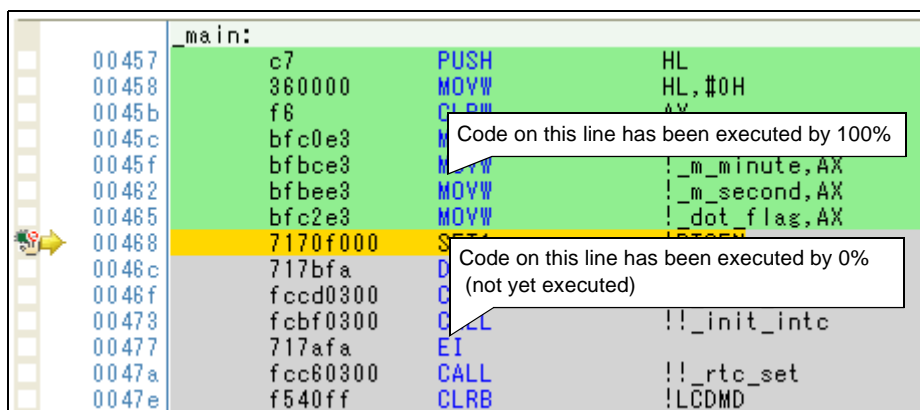 _main:
00457 c7 PUSH HL
00458 360000 MOVW HL,#0H
0045b f6 CLRW AX
0045c bfc0e3
Code on this line has been executed by 100%
0045f bfbce3 MOVW !_m_minute,AX
00462 bfbee3 MOVW !_m_second,AX
00465 bfc2e3 MOVW !_dot_flag,AX
00468 7170f000
0046c 717bfa
Code on this line has been executed by 0%
(not yet executed)
0046f fccd0300
00473 fcbf0300 CALL !!_init_intc
00477 717afa EI
0047a fcc60300 CALL !!_rtc_set
0047e f540ff CLRB !LCDMD